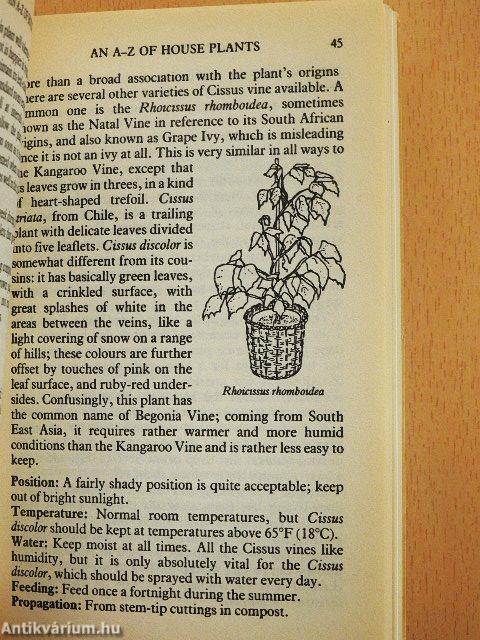 AN A-Z OF HOUSE PLANTS 45
ore than a broad association with the plant's origins
here are several other varieties of Cissus vine available. A
mmon one is the Rhoicissus rhomboidea, sometimes
nown as the Natal Vine in reference to its South African
rigins, and also known as Grape Ivy, which is misleading
nce it is not an ivy at all. This is very similar in all ways to
he Kangaroo Vine, except that
s leaves grow in threes, in a kind
f heart-shaped trefoil. Cissus
triata, from Chile, is a trailing
plant with delicate leaves divided
into five leaflets. Cissus discolor is
somewhat different from its cou-
sins: it has basically green leaves,
with a crinkled surface, with
great splashes of white in the
areas between the veins, like a
light covering of snow on a range
of hills; these colours are further
offset by touches of pink on the
leaf surface, and ruby-red under-
sides. Confusingly, this plant has
Rhoicissus rhomboidea
the common name of Begonia Vine; coming from South
East Asia, it requires rather warmer and more humid
conditions than the Kangaroo Vine and is rather less easy to
keep.
Position: A fairly shady position is quite acceptable; keep
out of bright sunlight.
Temperature: Normal room temperatures, but Cissus
discolor should be kept at temperatures above 65°F (18°C).
Water: Keep moist at all times. All the Cissus vines like
humidity, but it is only absolutely vital for the Cissus
discolor, which should be sprayed with water every day.
Feeding: Feed once a fortnight during the summer.
Propagation: From stem-tip cuttings in compost.
Antikvárium.hu